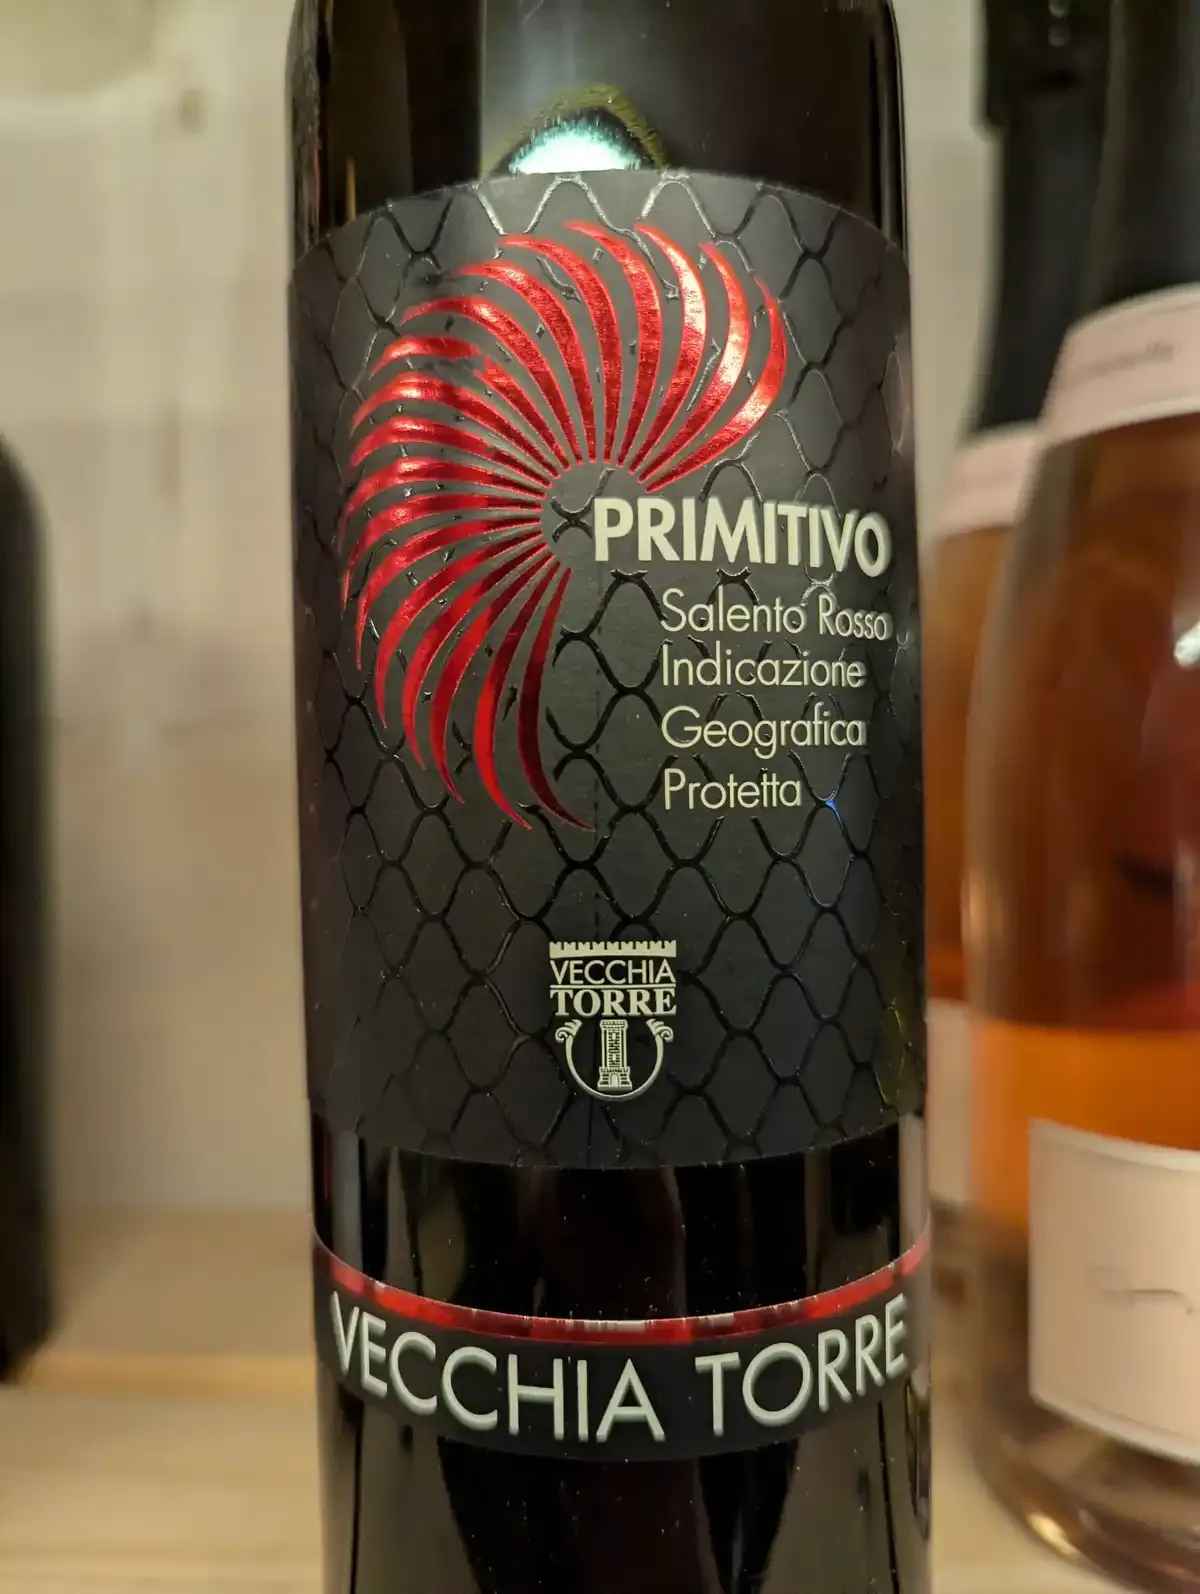 PRIMITIVO
Salento Rosso
Indicazione
Geografica
Protetta
VECCHIA
TORRE
VECCHIA TORRE